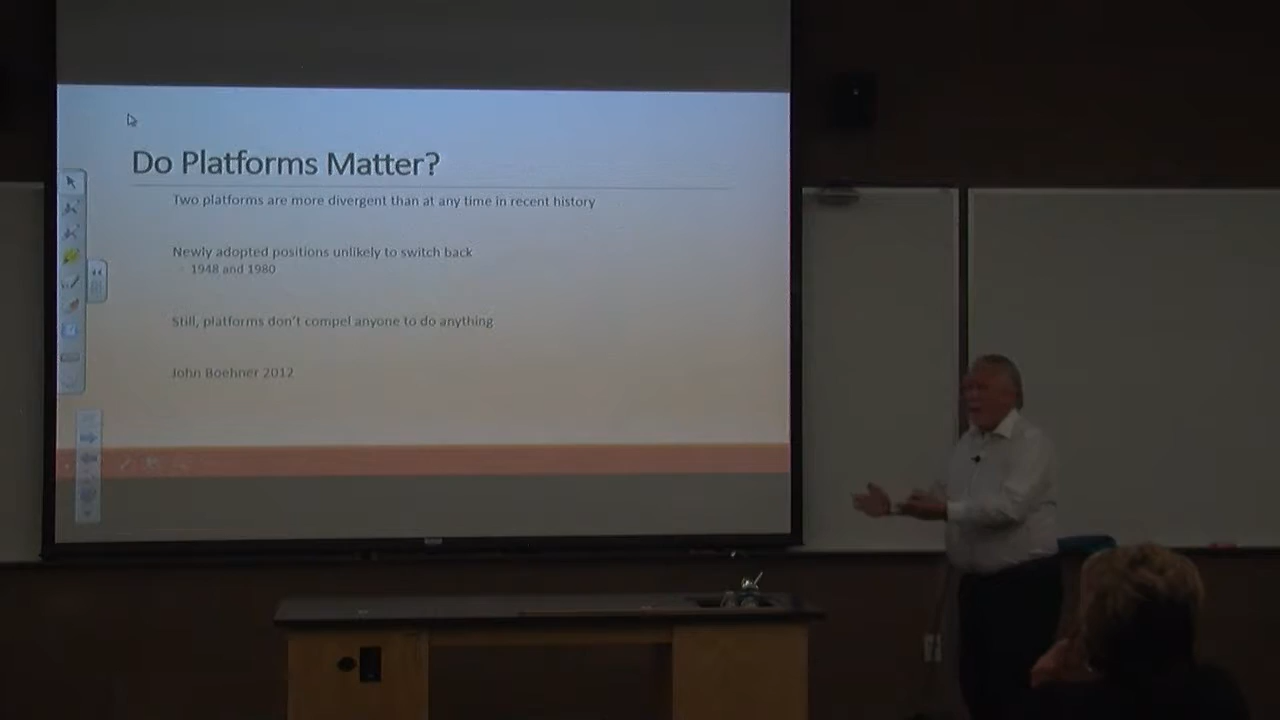 Do Platforms Matter?
Two platforms are more divergent than at any time in recent history
Newly adopted positions unlikely to switch back
1948 and 1980
Still, platforms don't compel anyone to do anything
John Boehner 2012